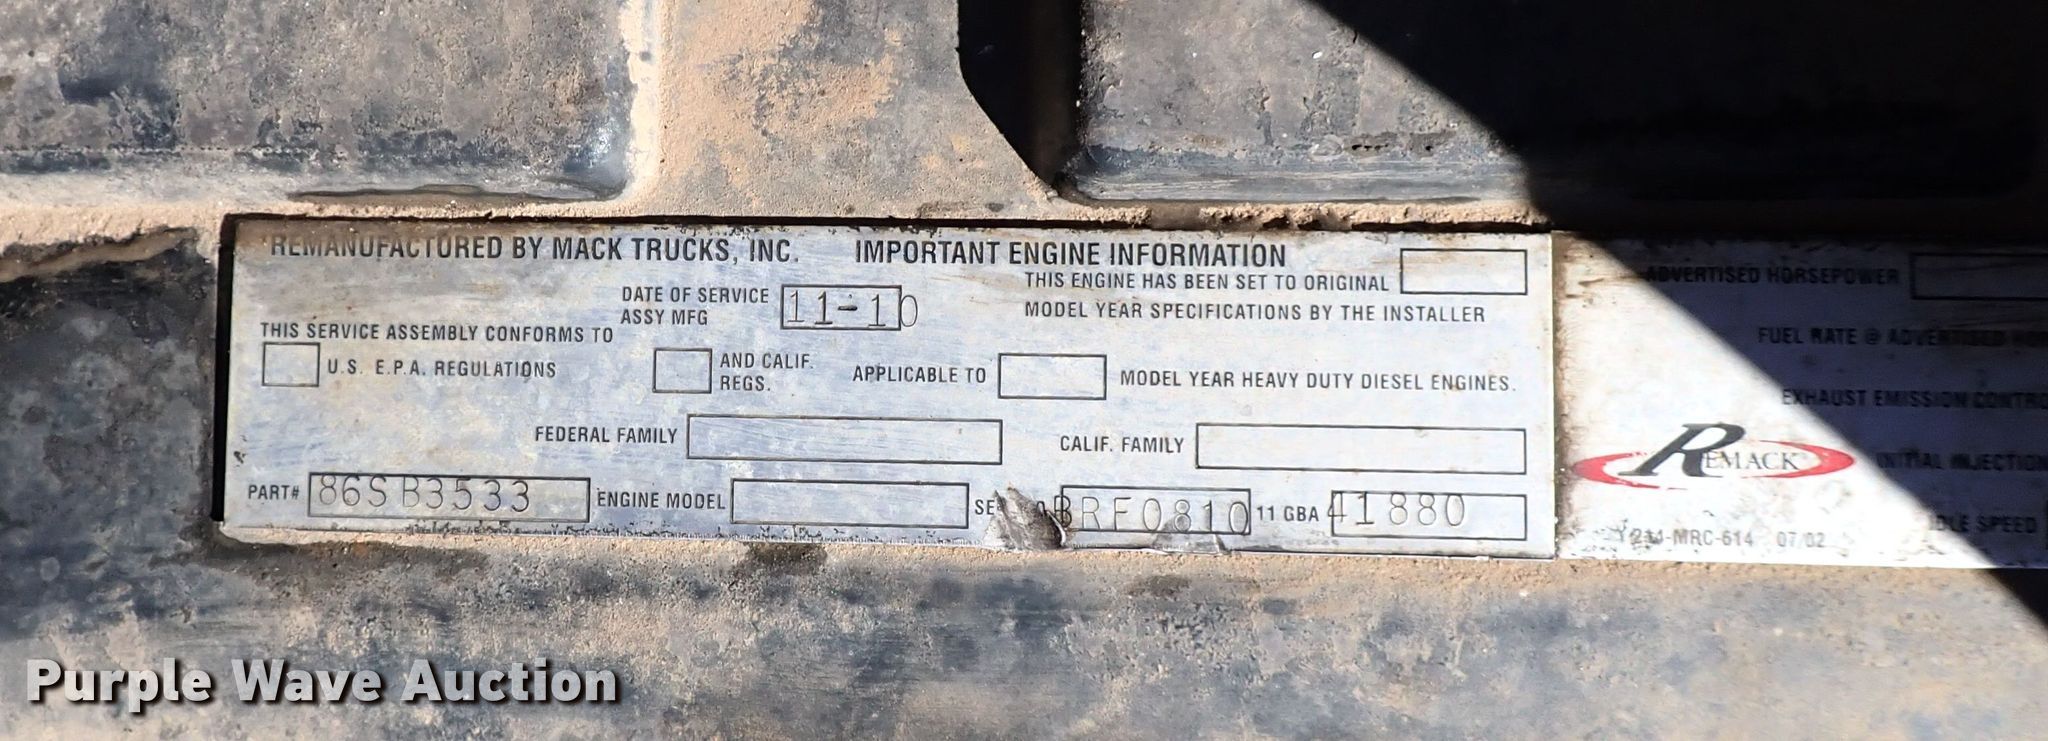 REMANUFACTURED BY MACK TRUCKS, INC. IMPORTANT ENGINE INFORMATION
DATE OF SERVICE
ASSY MFG 11-10
THIS ENGINE HAS BEEN SET TO ORIGINAL
MODEL YEAR SPECIFICATIONS BY THE INSTALLER
THIS SERVICE ASSEMBLY CONFORMS TO
U.S. E.P.A. REGULATIONS
AND CALIF.
REGS.
APPLICABLE TO MODEL YEAR HEAVY DUTY DIESEL ENGINES.
FEDERAL FAMILY CALIF. FAMILY
PART# 86SB3533 ENGINE MODEL BRF0810 11 GBA 41880
ADVERTISED HORSEPOWER
FUEL RATE @ ADVERTISED
EXHAUST EMISSION
REMACK
INITIAL INJECTION
IDLE SPEED
MRC-614 07/02
Purple Wave Auction